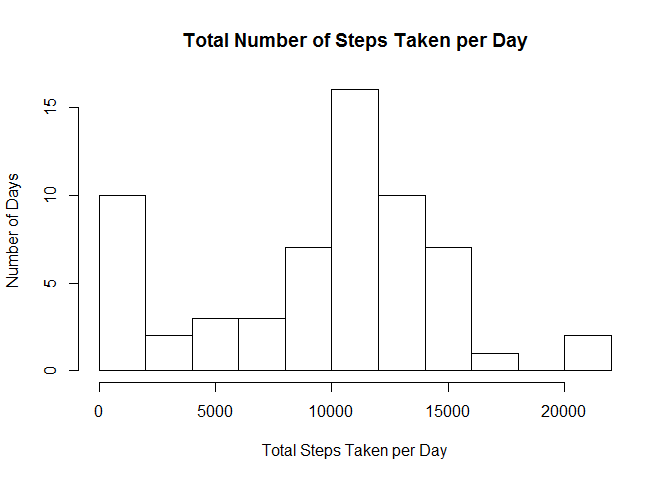 Total Number of Steps Taken per Day
15
10
5
0
Number of Days
0 5000 10000 15000 20000
Total Steps Taken per Day